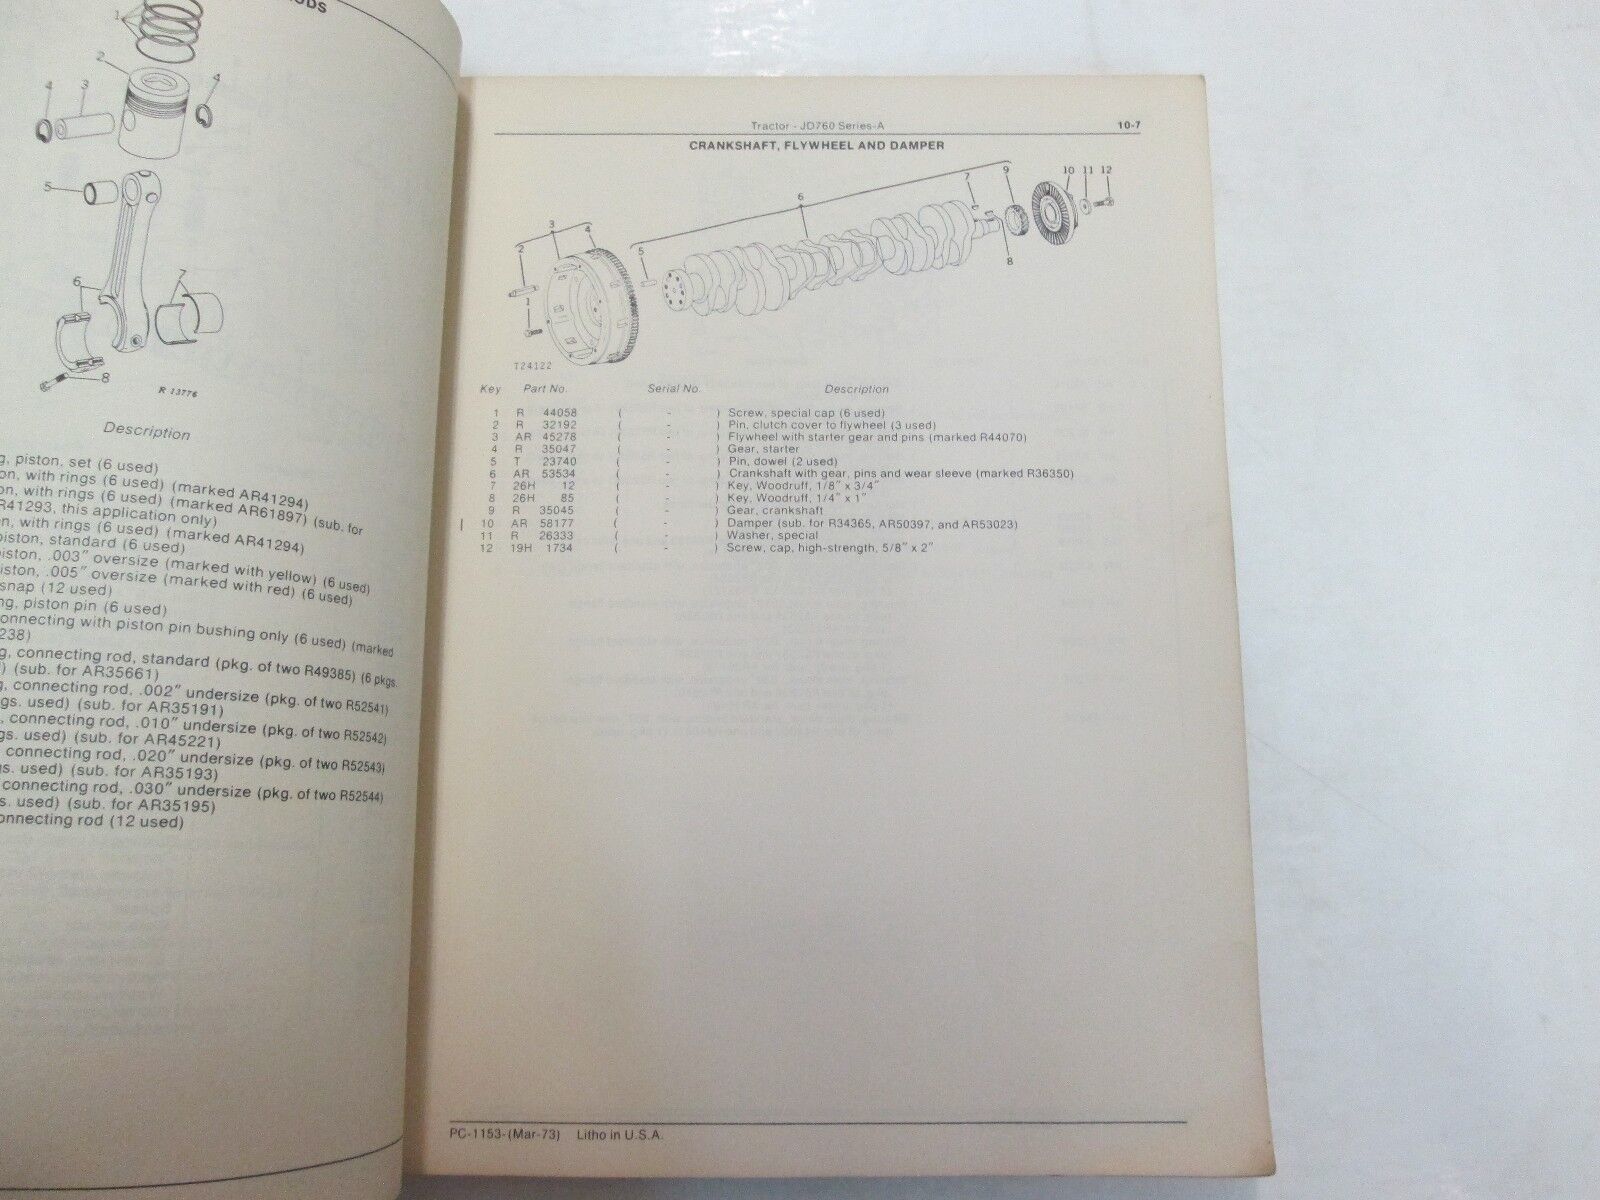 ODS
1
2
4
3
4
5
6
7
8
R 13776
Description
g, piston, set (6 used)
on, with rings (6 used) (marked AR41294)
on, with rings (6 used) (marked AR61897) (sub. for
R41293, this application only)
n, with rings (6 used) (marked AR41294)
piston, standard (6 used)
piston, .003" oversize (marked with yellow) (6 used)
iston, .005" oversize (marked with red) (6 used)
snap (12 used)
ng, piston pin (6 used)
onnecting with piston pin bushing only (6 used) (marked
238)
g, connecting rod, standard (pkg. of two R49385) (6 pkgs.
) (sub. for AR35661)
g, connecting rod, .002" undersize (pkg. of two R52541)
gs. used) (sub. for AR35191)
, connecting rod, .010" undersize (pkg. of two R52542)
gs. used) (sub. for AR45221)
connecting rod, .020" undersize (pkg. of two R52543)
s. used) (sub. for AR35193)
connecting rod, .030" undersize (pkg. of two R52544)
s. used) (sub. for AR35195)
onnecting rod (12 used)
Tractor - JD760 Series-A 10-7
CRANKSHAFT, FLYWHEEL AND DAMPER
1
2
3
4
5
6
7
8
9
10 11 12
T24122
Key Part No. Serial No. Description
1 R 44058 ( - ) Screw, special cap (6 used)
2 R 32192 ( - ) Pin, clutch cover to flywheel (3 used)
3 AR 45278 ( - ) Flywheel with starter gear and pins (marked R44070)
4 R 35047 ( - ) Gear, starter
5 T 23740 ( - ) Pin, dowel (2 used)
6 AR 53534 ( - ) Crankshaft with gear, pins and wear sleeve (marked R36350)
7 26H 12 ( - ) Key, Woodruff, 1/8" x 3/4"
8 26H 85 ( - ) Key, Woodruff, 1/4" x 1"
9 R 35045 ( - ) Gear, crankshaft
10 AR 58177 ( - ) Damper (sub. for R34365, AR50397, and AR53023)
11 R 26333 ( - ) Washer, special
12 19H 1734 ( - ) Screw, cap, high-strength, 5/8" x 2"
PC-1153-(Mar-73) Litho in U.S.A.